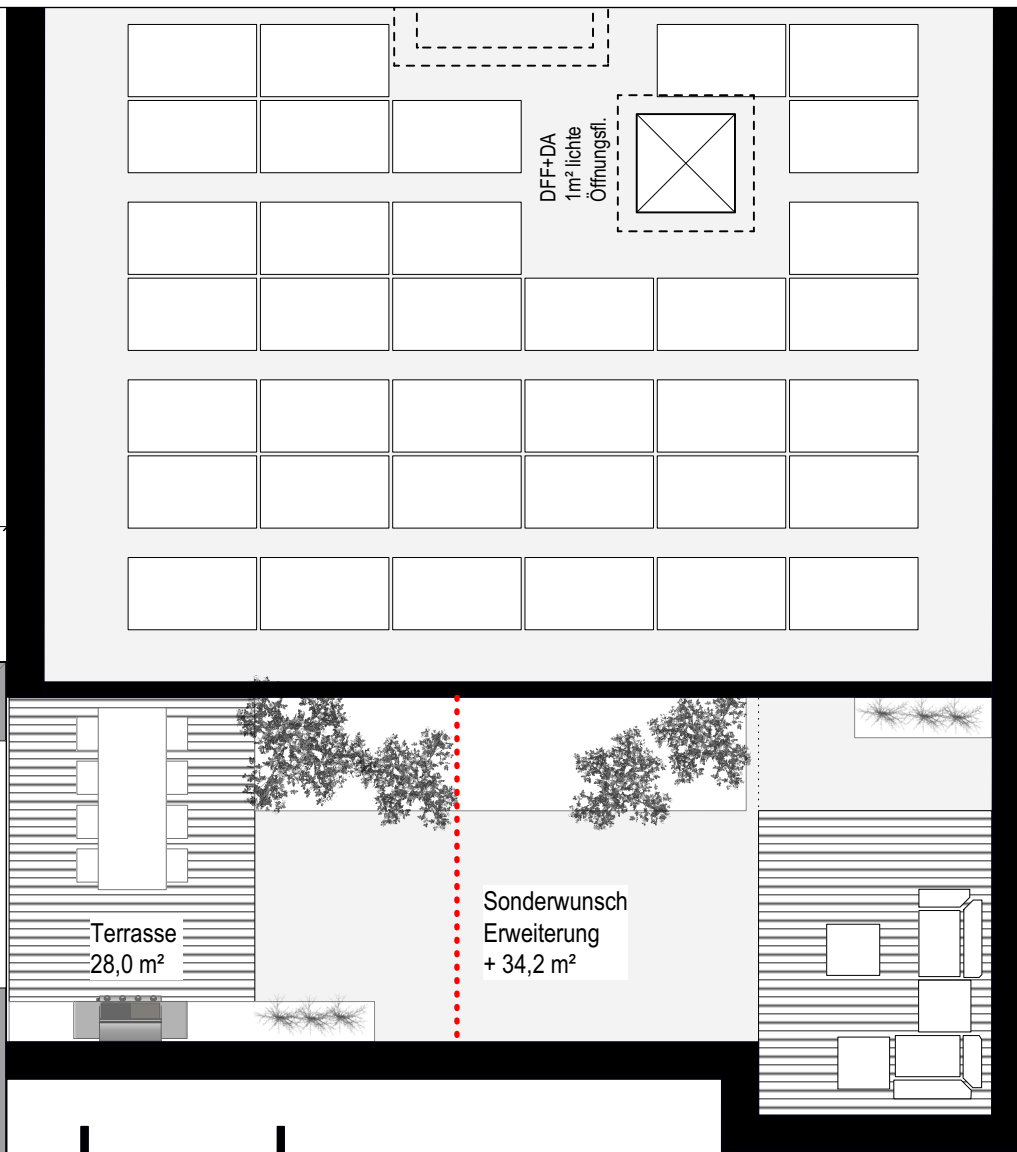 DFF+DA
1m² lichte
Öffnungsfl.
Terrasse
28,0 m²
Sonderwunsch
Erweiterung
+ 34,2 m²